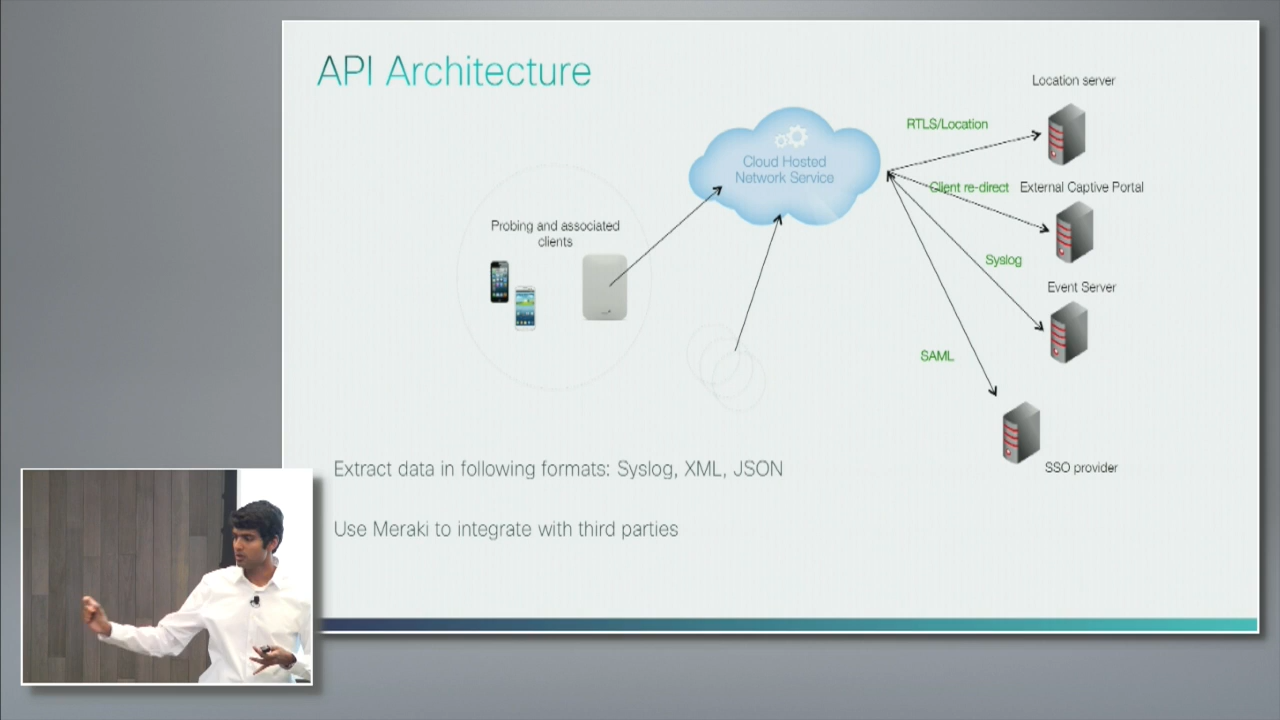 API Architecture
Location server
RTLS/Location
Cloud Hosted
Network Service
Client re-direct
External Captive Portal
Probing and associated
clients
Syslog
Event Server
SAML
SSO provider
Extract data in following formats: Syslog, XML, JSON
Use Meraki to integrate with third parties